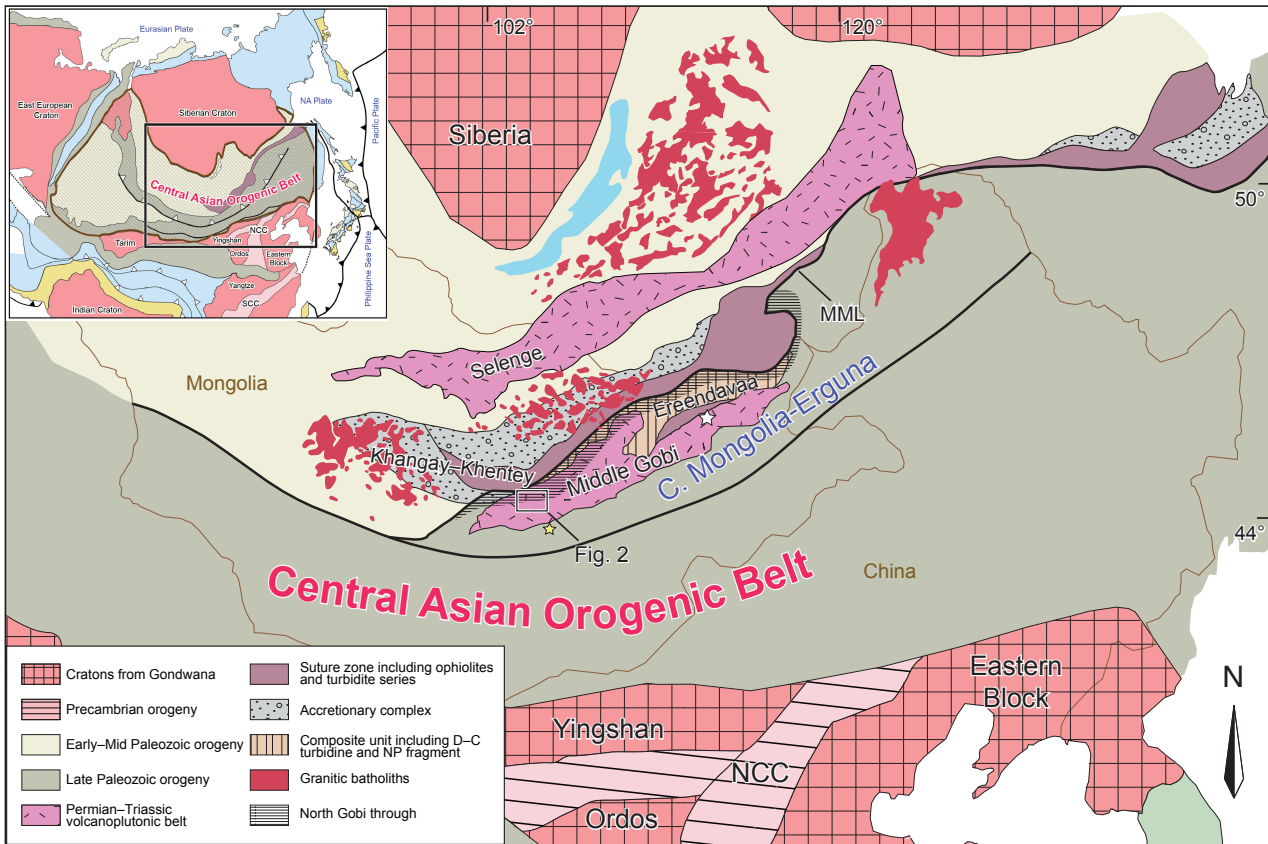 Eurasian Plate
East European
Craton
Siberian Craton
NA Plate
Pacific Plate
Central Asian Orogenic Belt
NCC
Tarim
Yingshan
Ordos
Eastern
Block
Yangtze
SCC
Indian Craton
Philippine Sea Plate
102°
120°
50°
44°
Siberia
MML
Selenge
Mongolia
Ereendavaa
Khangay–Khentey
Middle Gobi
C. Mongolia-Erguna
Fig. 2
Central Asian Orogenic Belt
China
Eastern
Block
Yingshan
NCC
Ordos
N
Cratons from Gondwana
Precambrian orogeny
Early–Mid Paleozoic orogeny
Late Paleozoic orogeny
Permian–Triassic
volcanoplutonic belt
Suture zone including ophiolites
and turbidite series
Accretionary complex
Composite unit including D–C
turbidine and NP fragment
Granitic batholiths
North Gobi through